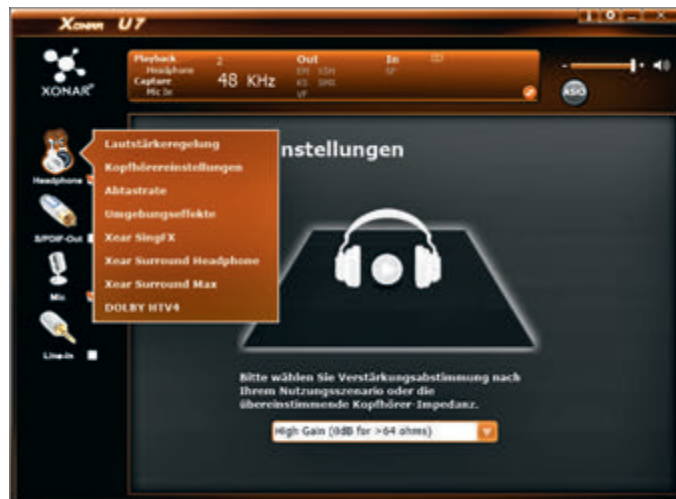 XONAR U7
XONAR
Playback
Headphone
Capture
Mic In
2
48 KHz
Out
In
SP
VF
ASIO
Headphone
S/PDIF-Out
Mic
Line-in
Lautstärkeregelung
Kopfhörereinstellungen
Abtastrate
Umgebungseffekte
Xear SingFX
Xear Surround Headphone
Xear Surround Max
DOLBY HTV4
nstellungen
Bitte wählen Sie Verstärkungsabstimmung nach
Ihrem Nutzungsszenario oder die
übereinstimmende Kopfhörer-Impedanz.
High Gain (0dB for >64 ohms)